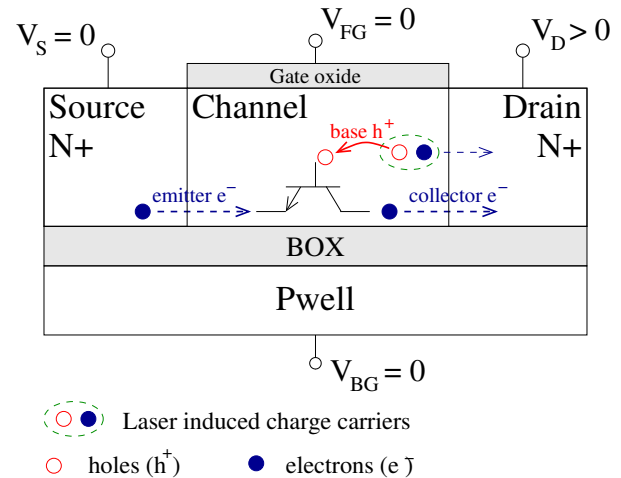 V_FG = 0
V_S = 0
V_D > 0
Gate oxide
Source
N+
Channel
Drain
N+
base h⁺
emitter e⁻
collector e⁻
BOX
Pwell
V_BG = 0
Laser induced charge carriers
holes (h⁺)
electrons (e⁻)